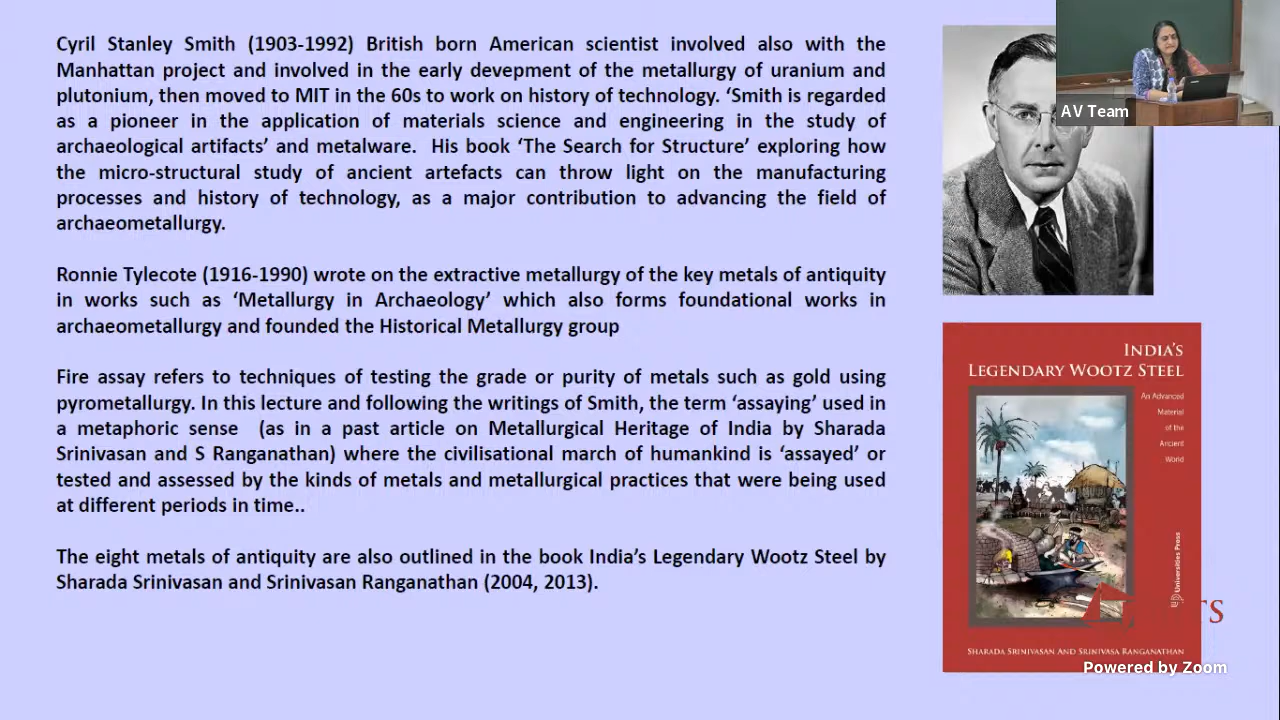 Cyril Stanley Smith (1903-1992) British born American scientist involved also with the
Manhattan project and involved in the early devepment of the metallurgy of uranium and
plutonium, then moved to MIT in the 60s to work on history of technology. ‘Smith is regarded
as a pioneer in the application of materials science and engineering in the study of
archaeological artifacts’ and metalware.  His book ‘The Search for Structure’ exploring how
the micro-structural study of ancient artefacts can throw light on the manufacturing
processes and history of technology, as a major contribution to advancing the field of
archaeometallurgy.
Ronnie Tylecote (1916-1990) wrote on the extractive metallurgy of the key metals of antiquity
in works such as ‘Metallurgy in Archaeology’ which also forms foundational works in
archaeometallurgy and founded the Historical Metallurgy group
Fire assay refers to techniques of testing the grade or purity of metals such as gold using
pyrometallurgy. In this lecture and following the writings of Smith, the term ‘assaying’ used in
a metaphoric sense  (as in a past article on Metallurgical Heritage of India by Sharada
Srinivasan and S Ranganathan) where the civilisational march of humankind is ‘assayed’ or
tested and assessed by the kinds of metals and metallurgical practices that were being used
at different periods in time..
The eight metals of antiquity are also outlined in the book India’s Legendary Wootz Steel by
Sharada Srinivasan and Srinivasan Ranganathan (2004, 2013).
AV Team
INDIA’S
LEGENDARY WOOTZ STEEL
An Advanced
Material
of the
Ancient
World
Universities Press
TS
SHARADA SRINIVASAN AND SRINIVASA RANGANATHAN
Powered by Zoom